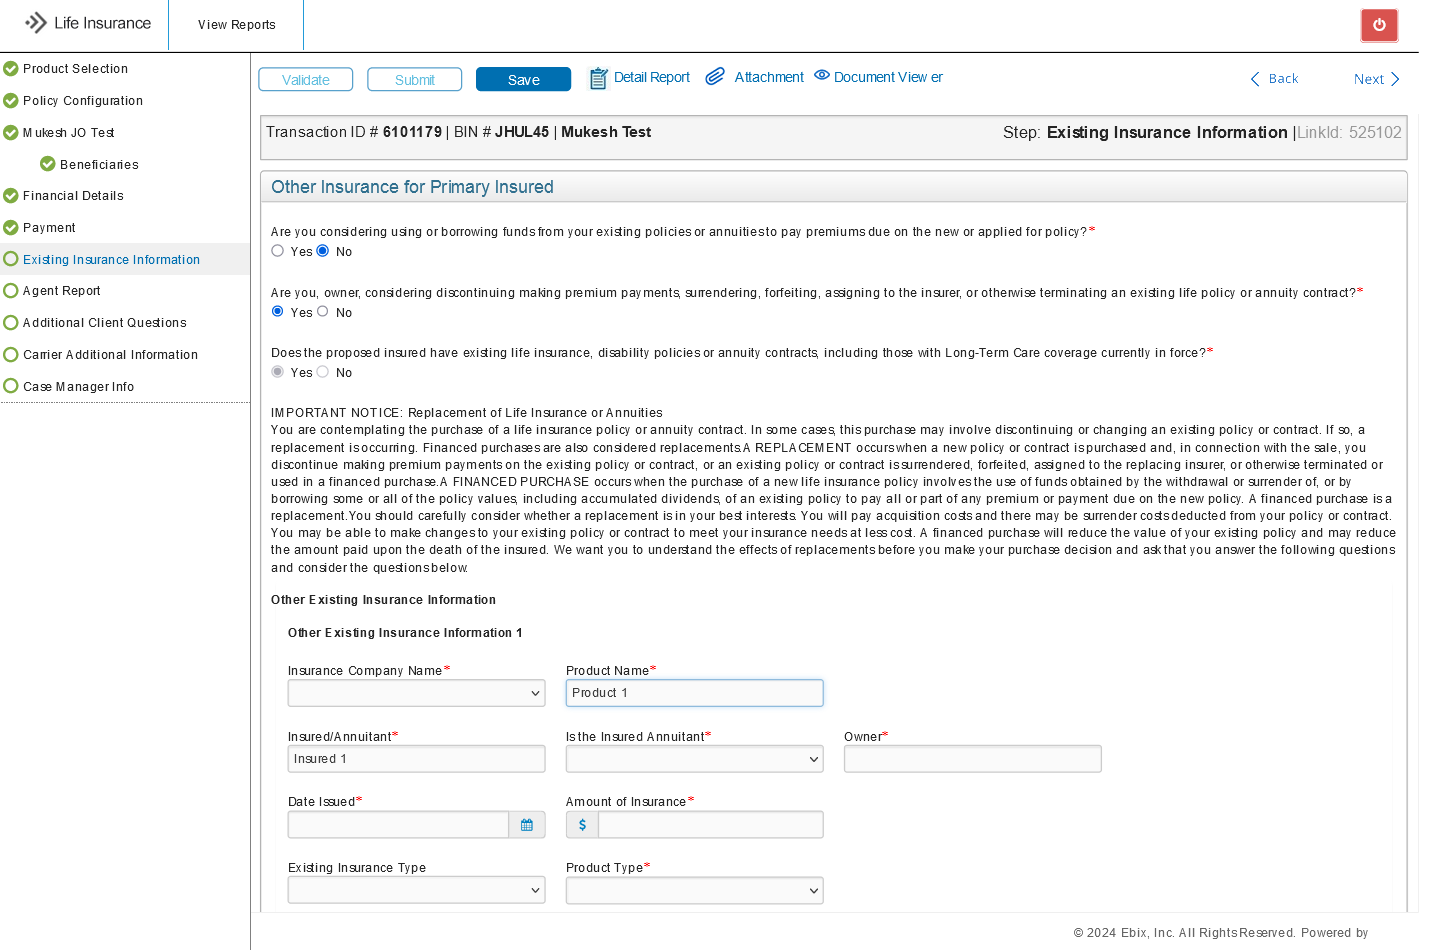 Life Insurance
View Reports
Product Selection
Policy Configuration
Mukesh JO Test
Beneficiaries
Financial Details
Payment
Existing Insurance Information
Agent Report
Additional Client Questions
Carrier Additional Information
Case Manager Info
Validate
Submit
Save
Detail Report
Attachment
Document Viewer
Back
Next
Transaction ID # 6101179 | BIN # JHUL45 | Mukesh Test
Step: Existing Insurance Information |LinkId: 525102
Other Insurance for Primary Insured
Are you considering using or borrowing funds from your existing policies or annuities to pay premiums due on the new or applied for policy?*
Yes No
Are you, owner, considering discontinuing making premium payments, surrendering, forfeiting, assigning to the insurer, or otherwise terminating an existing life policy or annuity contract?*
Yes No
Does the proposed insured have existing life insurance, disability policies or annuity contracts, including those with Long-Term Care coverage currently in force?*
Yes No
IMPORTANT NOTICE: Replacement of Life Insurance or Annuities
You are contemplating the purchase of a life insurance policy or annuity contract. In some cases, this purchase may involve discontinuing or changing an existing policy or contract. If so, a
replacement is occurring. Financed purchases are also considered replacements.A REPLACEMENT occurs when a new policy or contract is purchased and, in connection with the sale, you
discontinue making premium payments on the existing policy or contract, or an existing policy or contract is surrendered, forfeited, assigned to the replacing insurer, or otherwise terminated or
used in a financed purchase.A FINANCED PURCHASE occurs when the purchase of a new life insurance policy involves the use of funds obtained by the withdrawal or surrender of, or by
borrowing some or all of the policy values, including accumulated dividends, of an existing policy to pay all or part of any premium or payment due on the new policy. A financed purchase is a
replacement.You should carefully consider whether a replacement is in your best interests. You will pay acquisition costs and there may be surrender costs deducted from your policy or contract.
You may be able to make changes to your existing policy or contract to meet your insurance needs at less cost. A financed purchase will reduce the value of your existing policy and may reduce
the amount paid upon the death of the insured. We want you to understand the effects of replacements before you make your purchase decision and ask that you answer the following questions
and consider the questions below.
Other Existing Insurance Information
Other Existing Insurance Information 1
Insurance Company Name*
Product Name*
Product 1
Insured/Annuitant*
Is the Insured Annuitant*
Owner*
Insured 1
Date Issued*
Amount of Insurance*
$
Existing Insurance Type
Product Type*
© 2024 Ebix, Inc. All Rights Reserved. Powered by